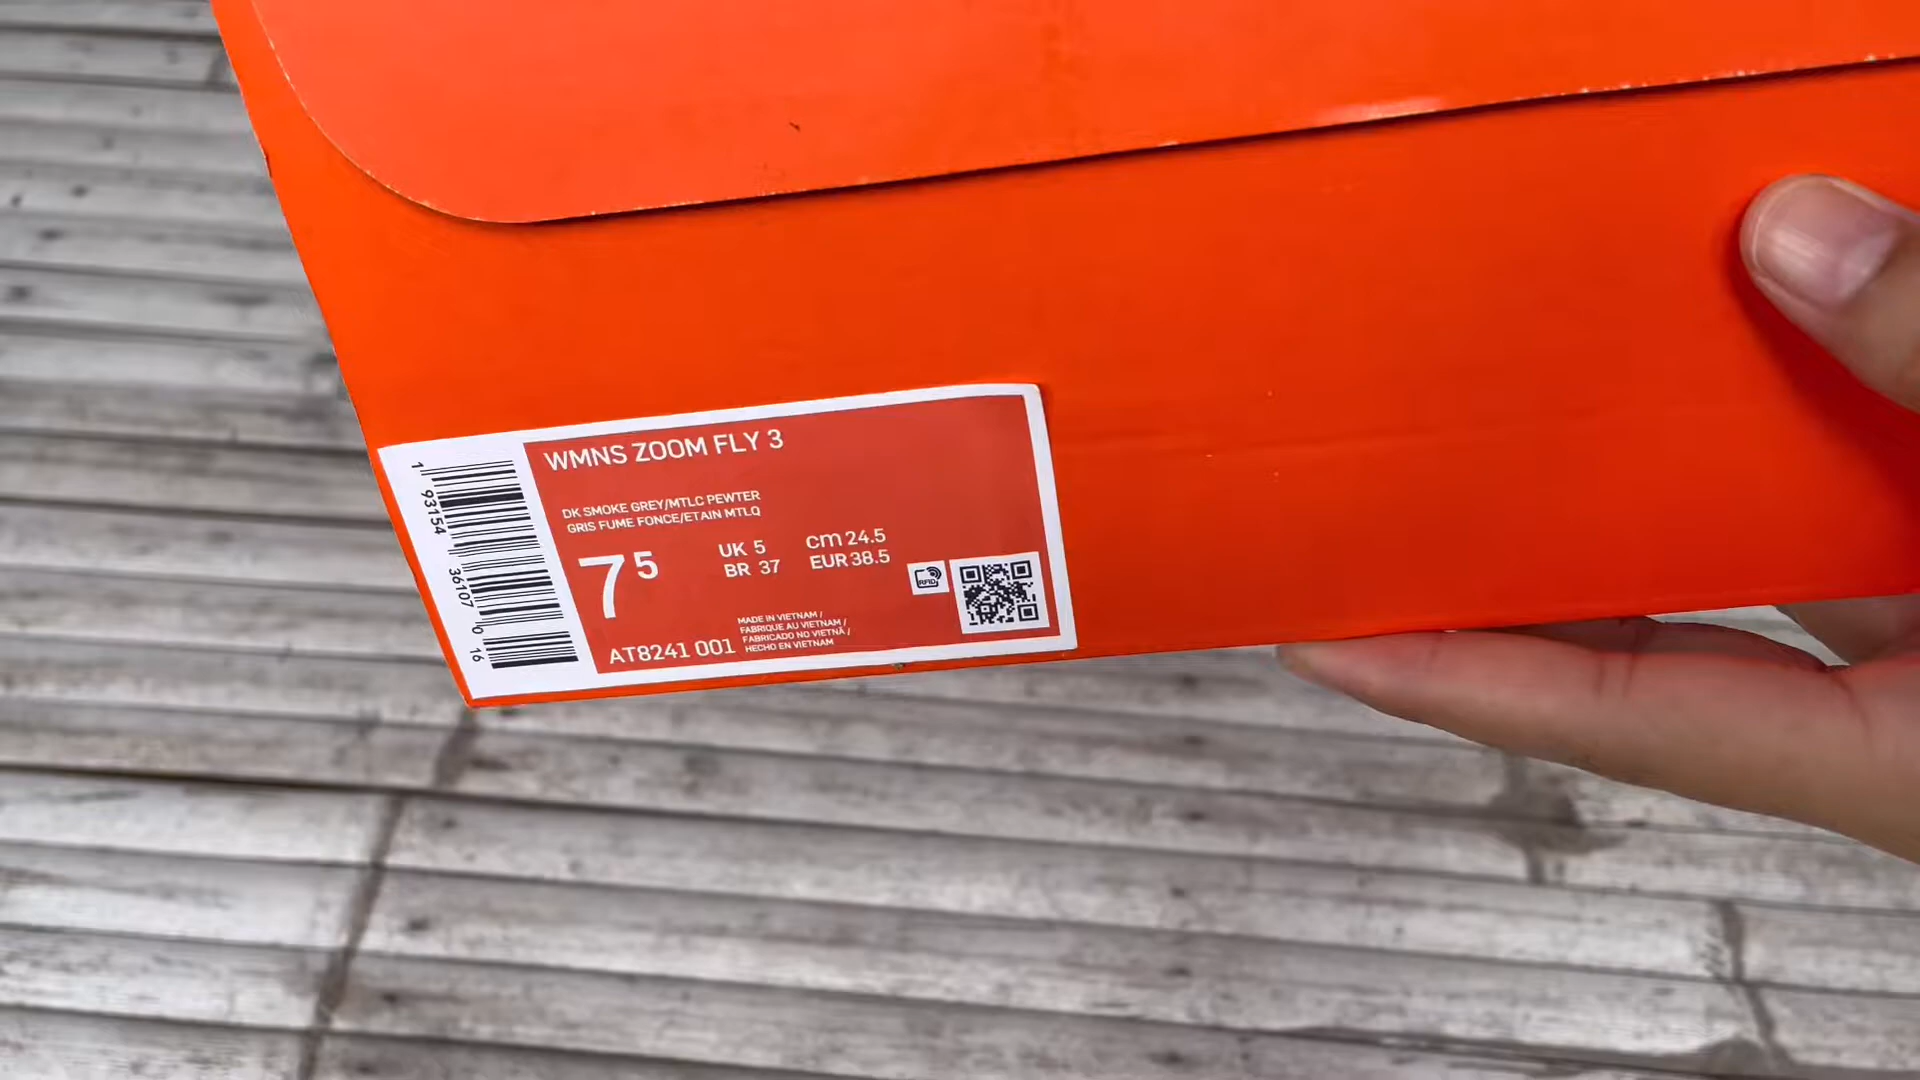 WMNS ZOOM FLY 3
DK SMOKE GREY/MTLC PEWTER
GRIS FUME FONCE/ETAIN MTLQ
7 5
UK 5
BR 37
cm 24.5
EUR 38.5
RFID
AT8241 001
MADE IN VIETNAM /
FABRIQUE AU VIETNAM /
FABRICADO NO VIETNÃ /
HECHO EN VIETNAM
1 93154 36107 0 16